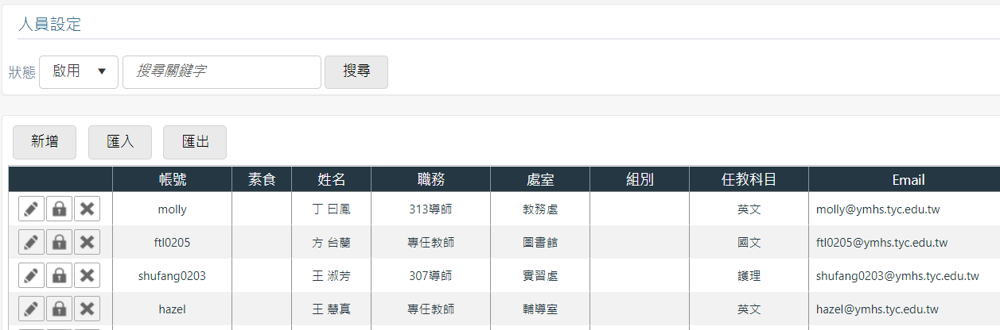 人員設定
狀態 啟用 搜尋關鍵字 搜尋
新增 匯入 匯出
帳號 素食 姓名 職務 處室 組別 任教科目 Email
molly 丁曰鳳 313導師 教務處 英文 molly@ymhs.tyc.edu.tw
ftl0205 方台蘭 專任教師 圖書館 國文 ftl0205@ymhs.tyc.edu.tw
shufang0203 王淑芳 307導師 實習處 護理 shufang0203@ymhs.tyc.edu.tw
hazel 王慧真 專任教師 輔導室 英文 hazel@ymhs.tyc.edu.tw